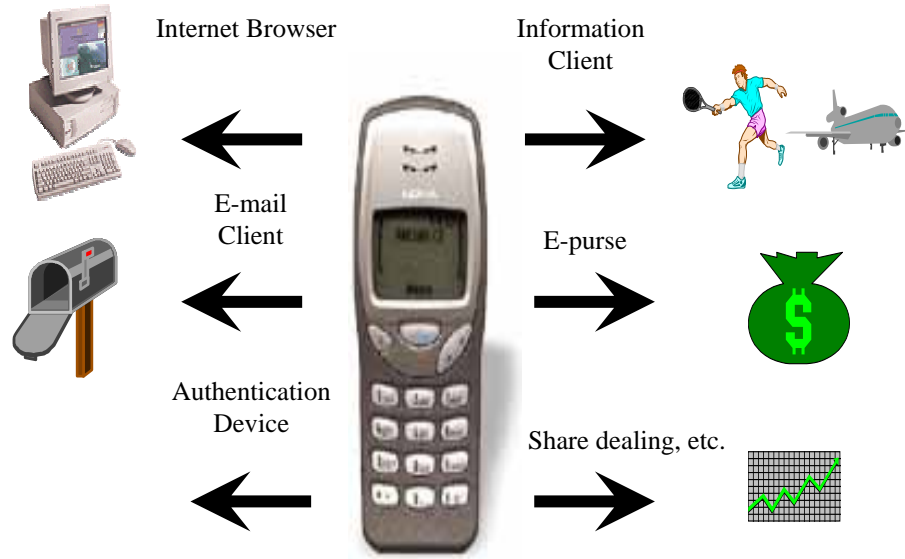 Internet Browser
Information
Client
E-mail
Client
E-purse
$
Authentication
Device
Share dealing, etc.